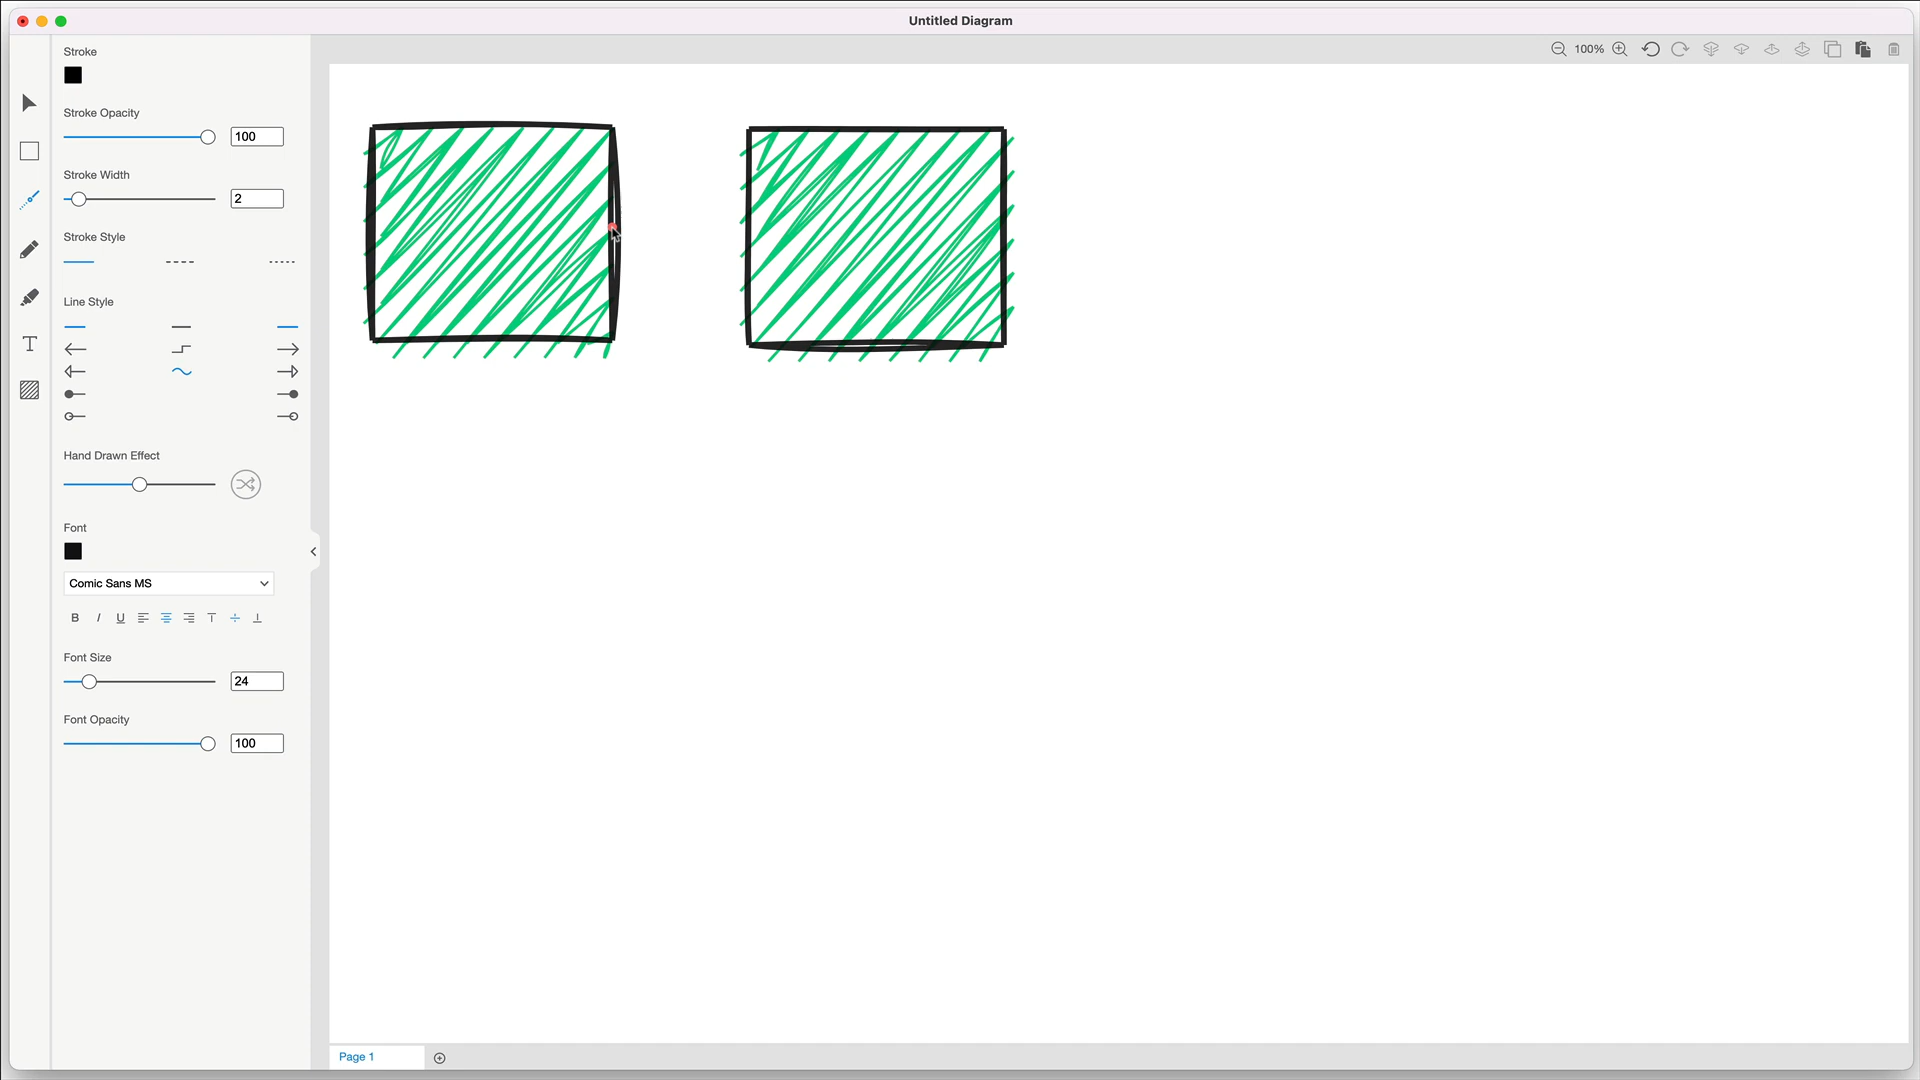 Untitled Diagram
Stroke
100%
Stroke Opacity
100
Stroke Width
2
Stroke Style
Line Style
T
Hand Drawn Effect
Font
Comic Sans MS
B I U
Font Size
24
Font Opacity
100
Page 1